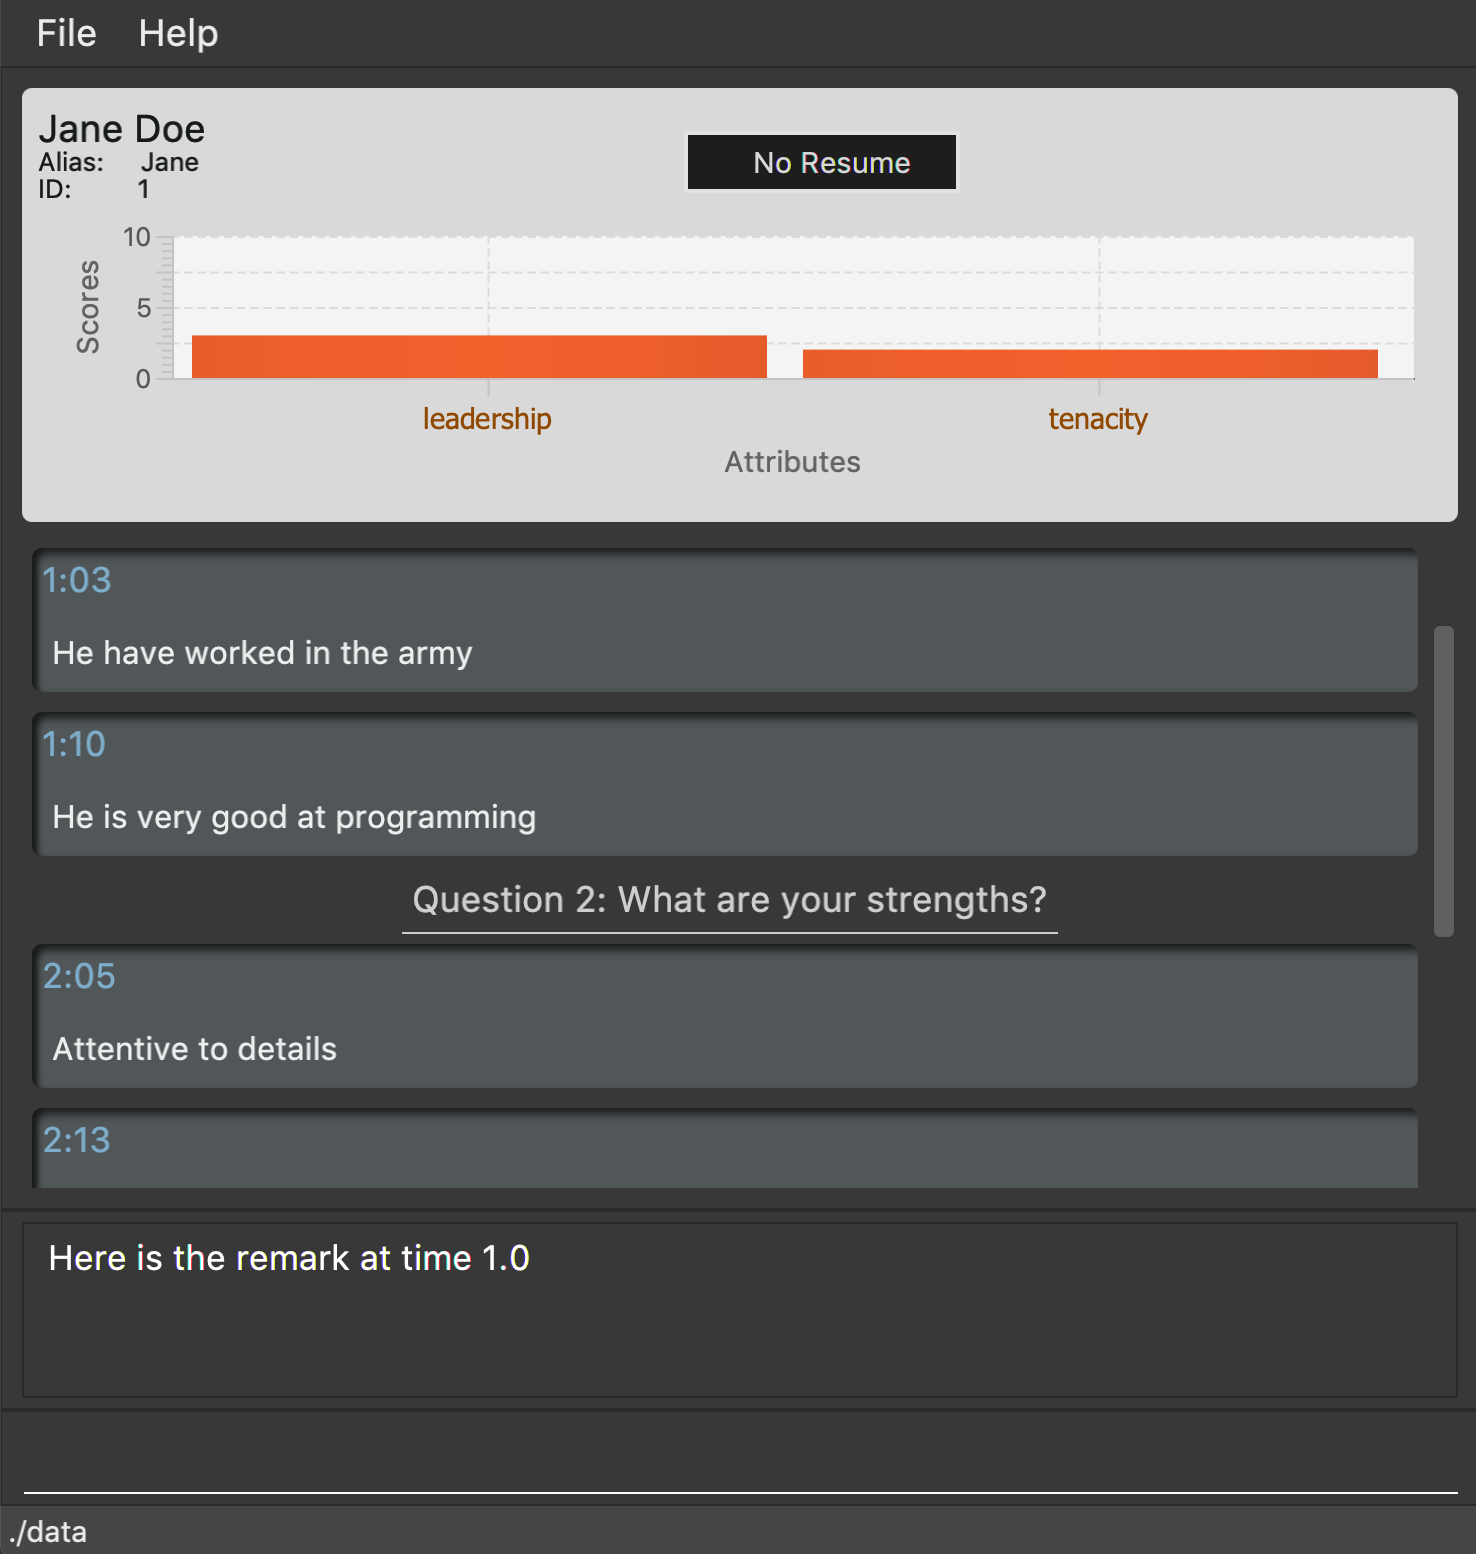 File Help
Jane Doe
Alias: Jane
ID: 1
No Resume
10
5
0
Scores
leadership tenacity
Attributes
1:03
He have worked in the army
1:10
He is very good at programming
Question 2: What are your strengths?
2:05
Attentive to details
2:13
Here is the remark at time 1.0
./data